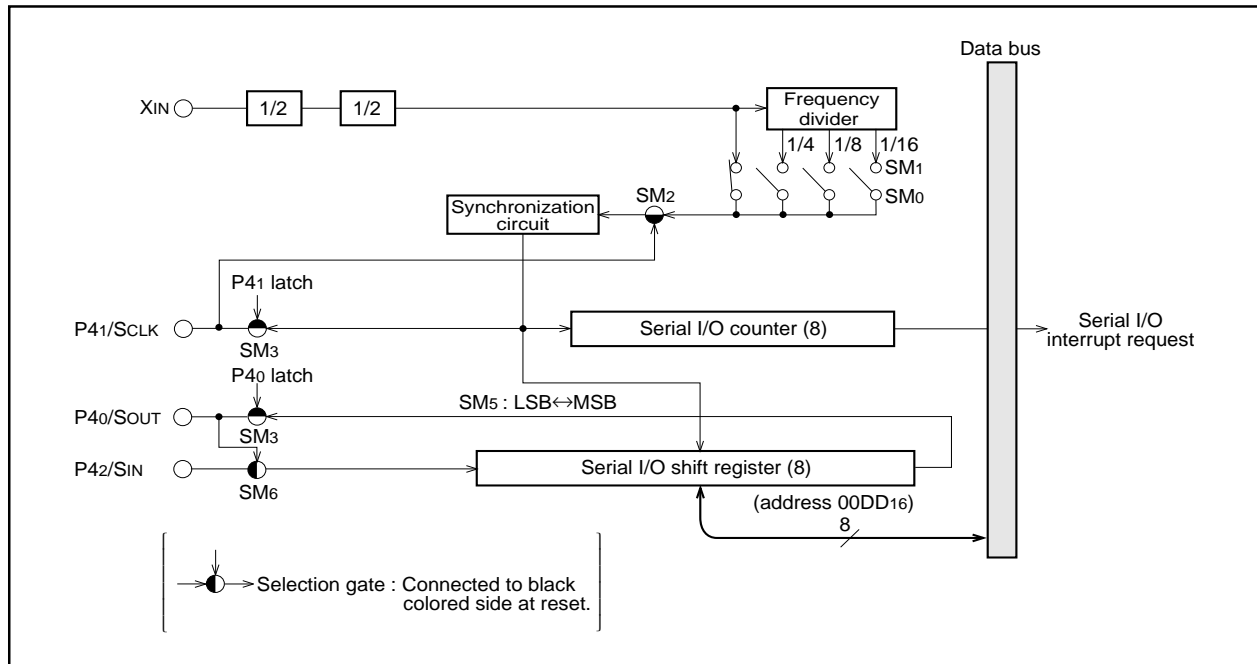 Data bus
XIN
1/2
1/2
Frequency
divider
1/4
1/8
1/16
SM1
SM0
SM2
Synchronization
circuit
P41 latch
P41/SCLK
SM3
Serial I/O counter (8)
Serial I/O
interrupt request
P40 latch
P40/SOUT
SM3
SM5 : LSB↔MSB
P42/SIN
SM6
Serial I/O shift register (8)
(address 00DD16)
8
Selection gate : Connected to black
colored side at reset.